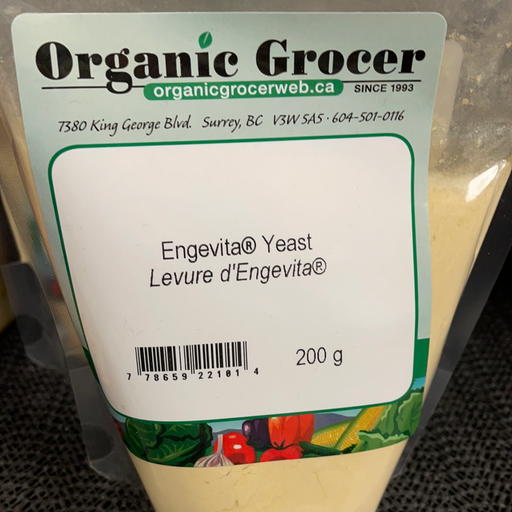 Organic Grocer
organicgrocerweb.ca SINCE 1993
7380 King George Blvd. Surrey, BC V3W 5A5 · 604-501-0116
Engevita® Yeast
Levure d'Engevita®
200 g
7 78659 22101 4